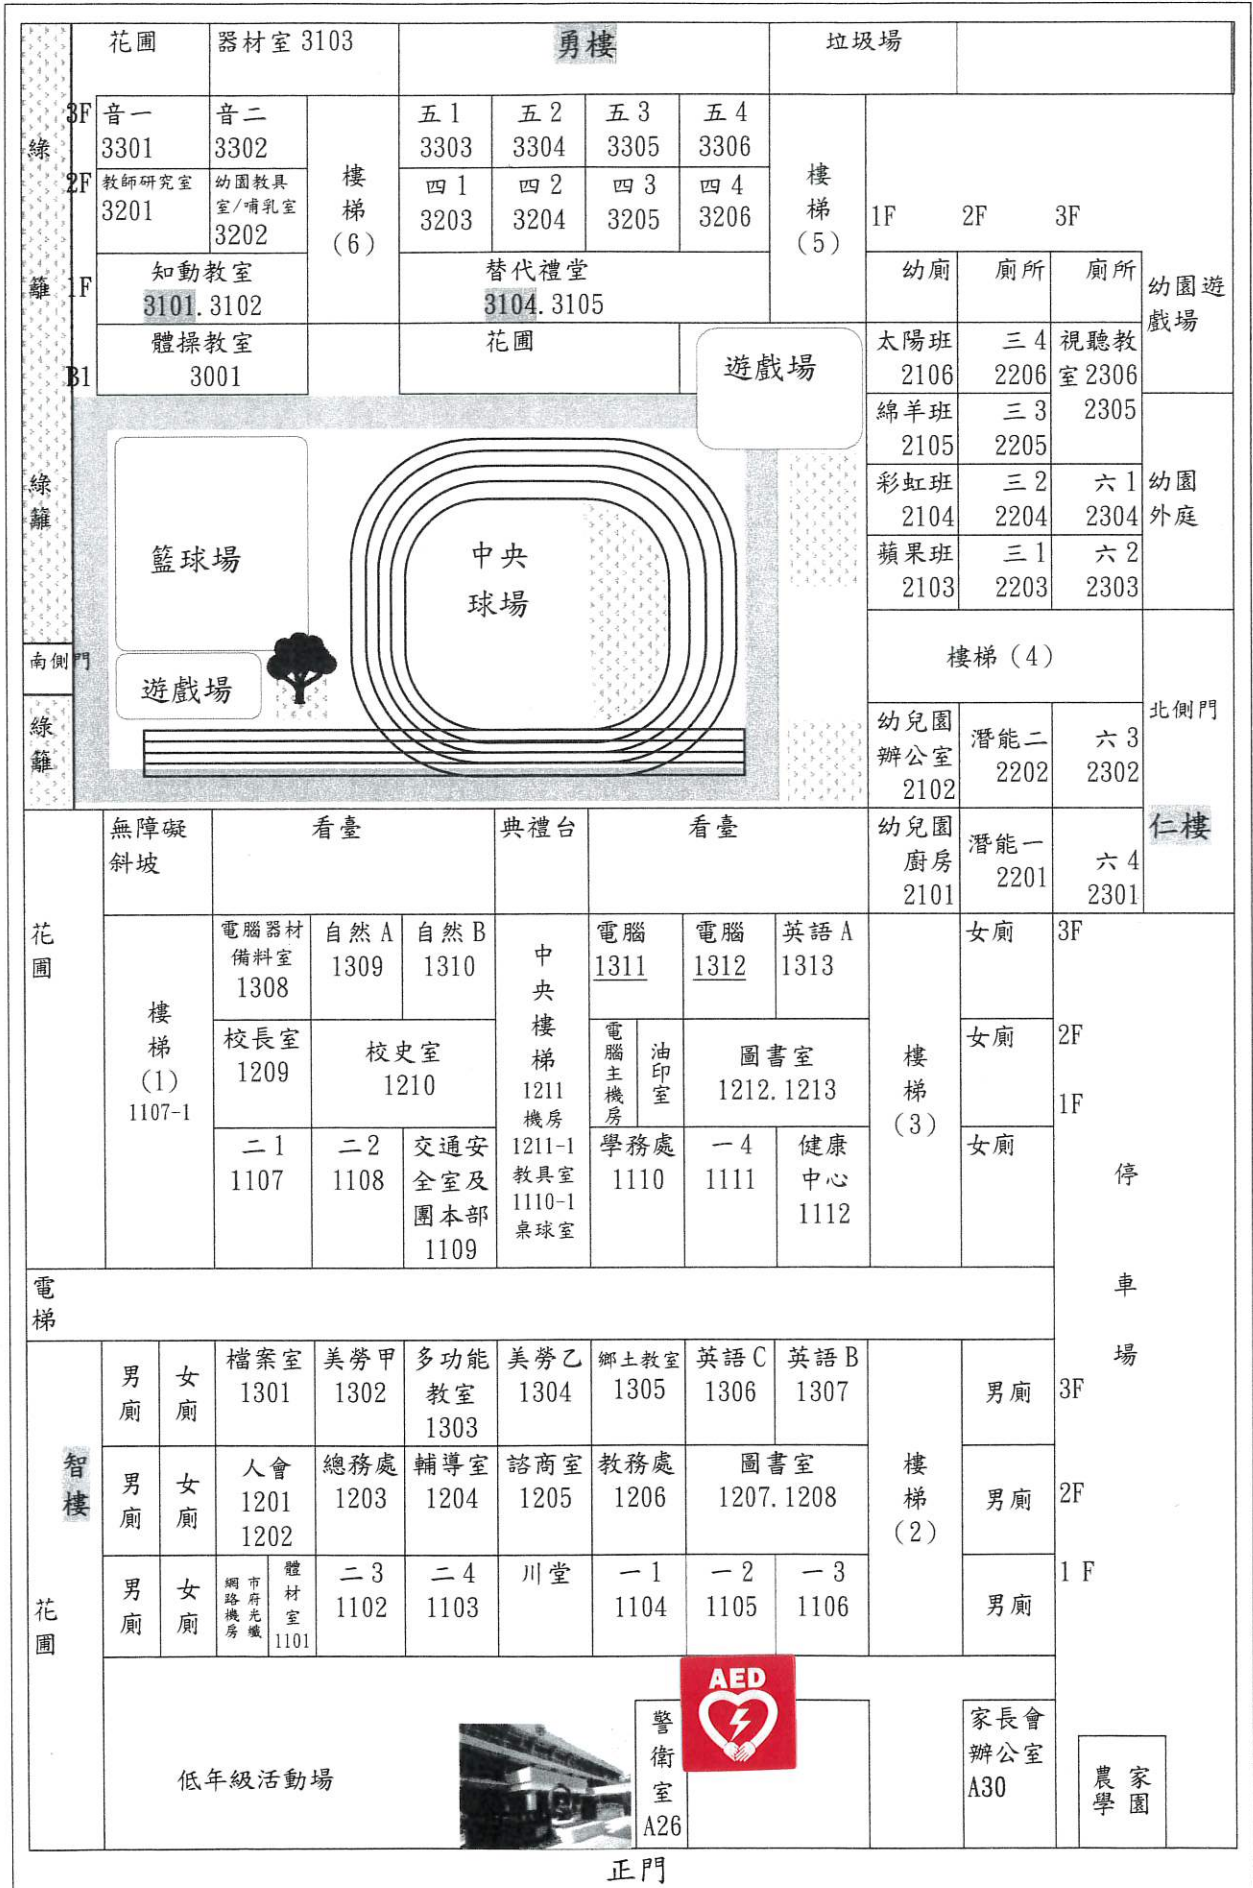 花圃
器材室 3103
勇樓
垃圾場
3F
音一
3301
音二
3302
樓
梯
(6)
五 1
3303
五 2
3304
五 3
3305
五 4
3306
樓
梯
(5)
綠
籬
2F
教師研究室
3201
幼園教具
室/哺乳室
3202
四 1
3203
四 2
3204
四 3
3205
四 4
3206
1F
2F
3F
1F
知動教室
3101.3102
替代禮堂
3104.3105
幼廁
廁所
廁所
幼園遊
戲場
B1
體操教室
3001
花圃
遊戲場
太陽班
2106
三 4
2206
視聽教
室 2306
2305
綿羊班
2105
三 3
2205
綠
籬
籃球場
中央
球場
彩虹班
2104
三 2
2204
六 1
2304
幼園
外庭
蘋果班
2103
三 1
2203
六 2
2303
南側門
遊戲場
樓梯（4）
北側門
綠
籬
幼兒園
辦公室
2102
潛能二
2202
六 3
2302
無障礙
斜坡
看臺
典禮台
看臺
幼兒園
廚房
2101
潛能一
2201
六 4
2301
仁樓
花
圃
樓
梯
(1)
1107-1
電腦器材
備料室
1308
自然 A
1309
自然 B
1310
中
央
樓
梯
1211
機房
1211-1
教具室
1110-1
桌球室
電腦
1311
電腦
1312
英語 A
1313
樓
梯
(3)
女廁
3F
校長室
1209
校史室
1210
電腦主機房
油印室
圖書室
1212.1213
女廁
2F
1F
二 1
1107
二 2
1108
交通安
全室及
團本部
1109
學務處
1110
一 4
1111
健康
中心
1112
女廁
停
車
場
電
梯
智
樓
男
廁
女
廁
檔案室
1301
美勞甲
1302
多功能
教室
1303
美勞乙
1304
鄉土教室
1305
英語 C
1306
英語 B
1307
樓
梯
(2)
男廁
3F
男
廁
女
廁
人會
1201
1202
總務處
1203
輔導室
1204
諮商室
1205
教務處
1206
圖書室
1207.1208
男廁
2F
花
圃
男
廁
女
廁
市府光纖
網路機房
體
材
室
1101
二 3
1102
二 4
1103
川堂
一 1
1104
一 2
1105
一 3
1106
男廁
1 F
低年級活動場
警
衛
室
A26
AED
家長會
辦公室
A30
農 家
學 園
正門